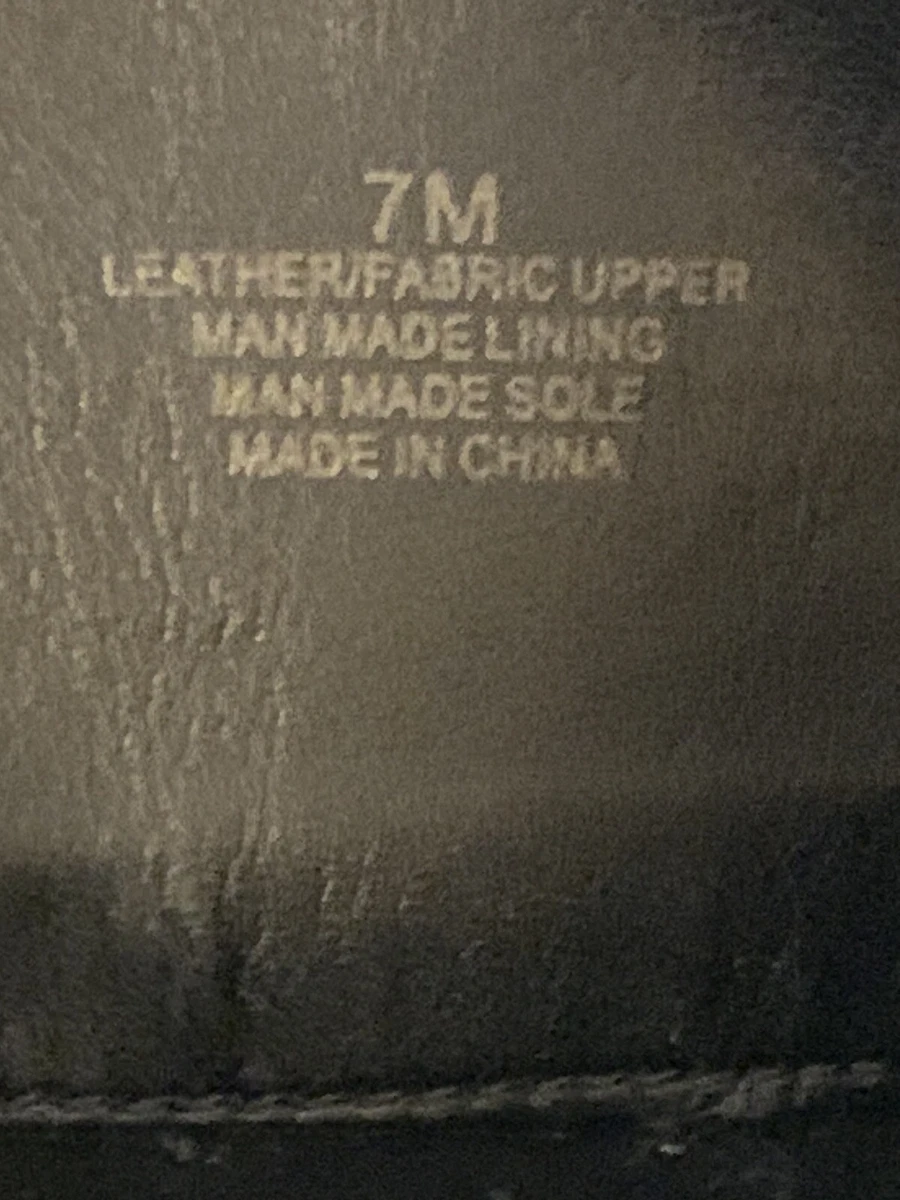 7M
LEATHER/FABRIC UPPER
MAN MADE LINING
MAN MADE SOLE
MADE IN CHINA